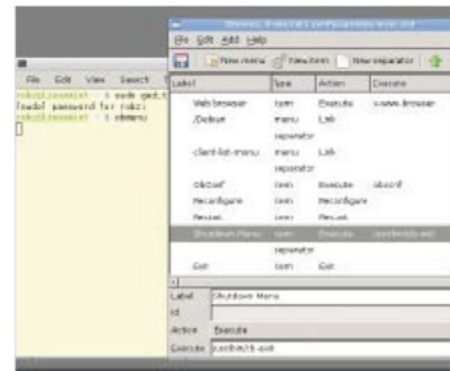 File Edit Add Help
New menu New item New separator
Label Type Action Execute
Web browser item Execute x-www-browser
/Debian menu Link
separator
client-list-menu menu Link
separator
ObConf item Execute obconf
Reconfigure item Reconfigure
Restart item Restart
Shutdown Menu item Execute
separator
Exit item Exit
Label Shutdown Menu
Id
Action Execute
Execute
File Edit View Search
sudo
[sudo] password for
obmenu